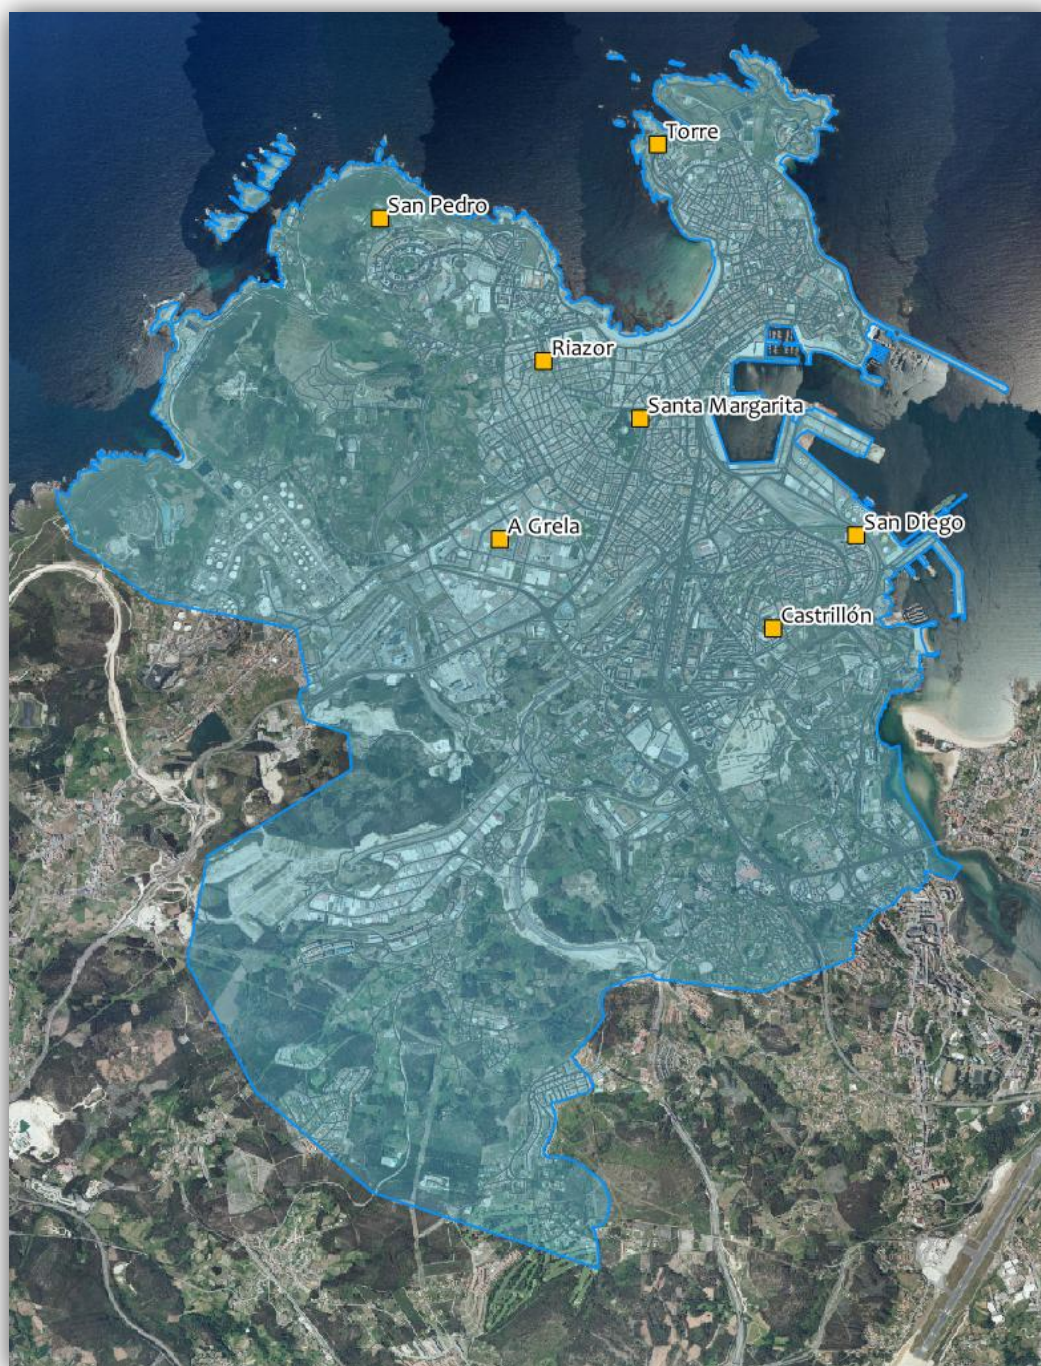 Torre
San Pedro
Riazor
Santa Margarita
A Grela
San Diego
Castrillón